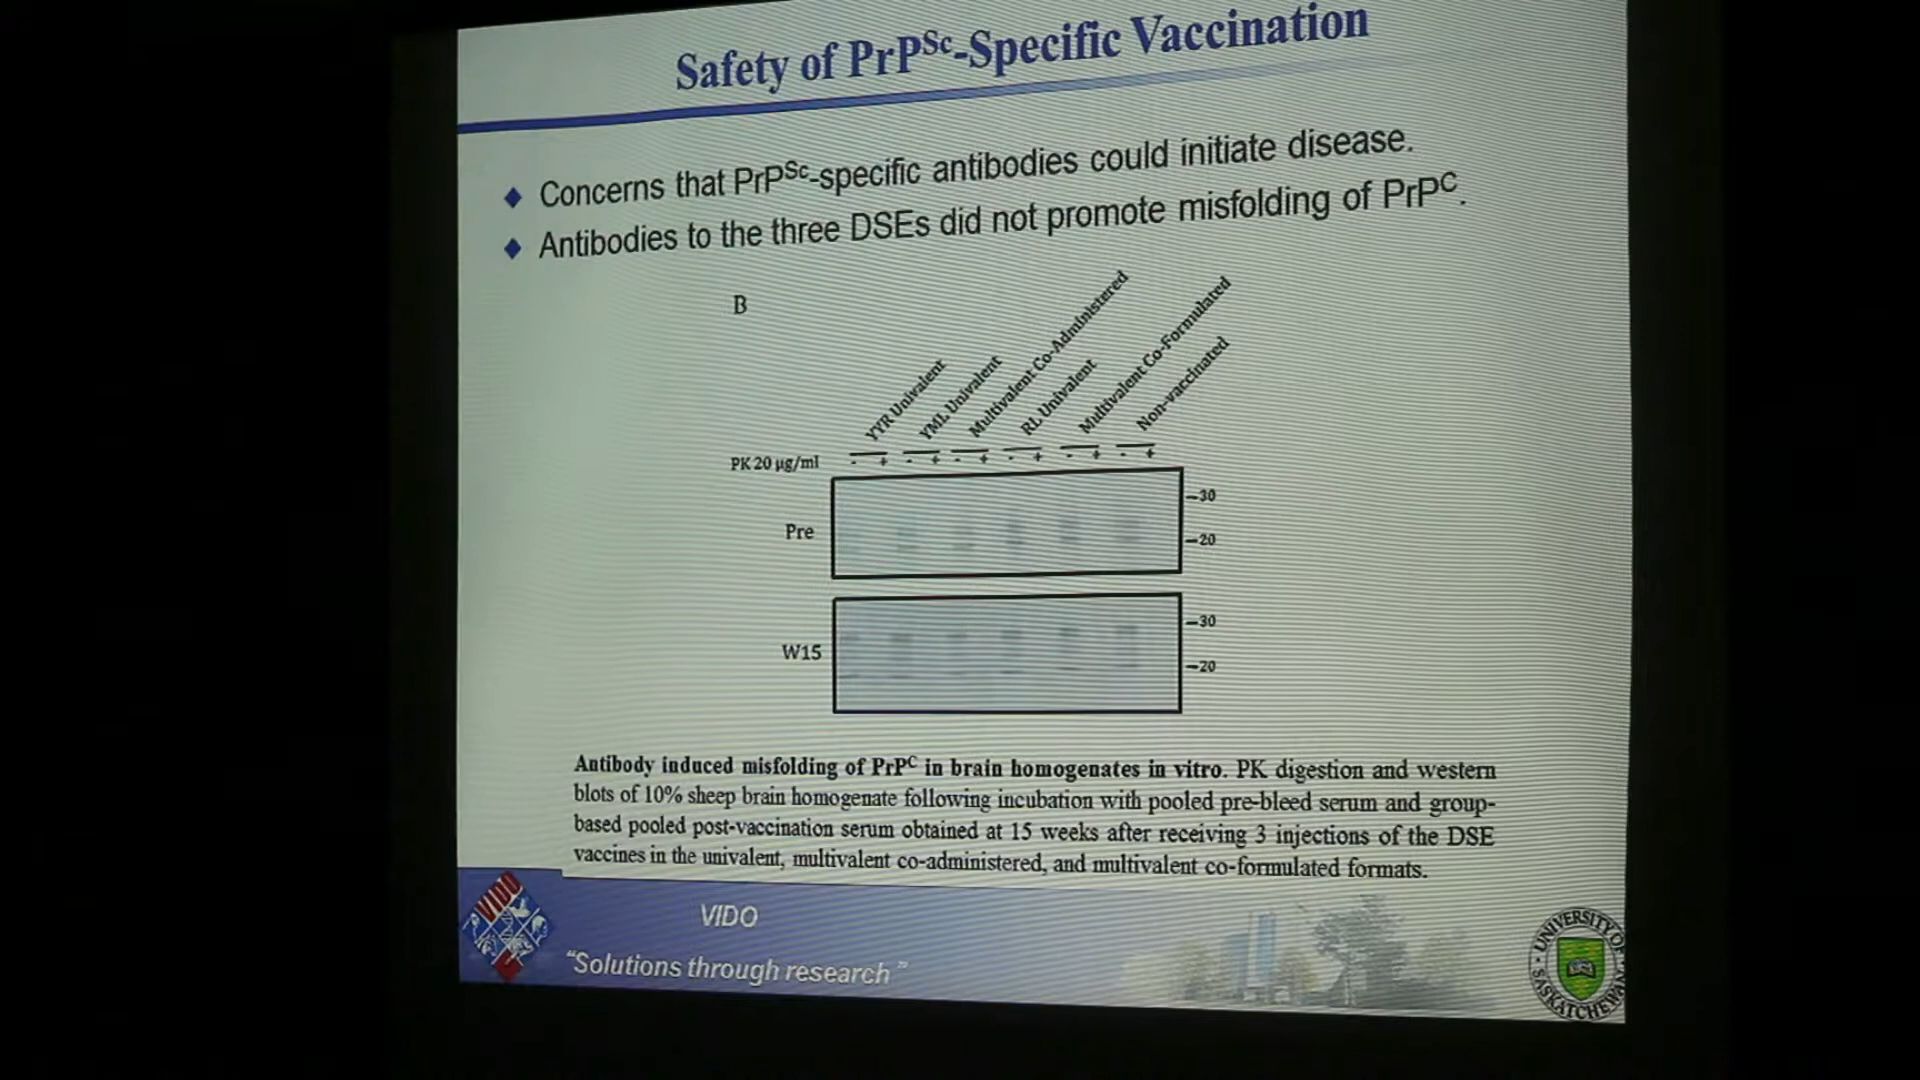 Safety of PrPSc-Specific Vaccination
◆ Concerns that PrPSc-specific antibodies could initiate disease.
◆ Antibodies to the three DSEs did not promote misfolding of PrPC.
B
YYR Univalent
YML Univalent
Multivalent Co-Administered
RL Univalent
Multivalent Co-Formulated
Non-vaccinated
PK 20 µg/ml - + - + - + - + - + - +
Pre
-30
-20
W15
-30
-20
Antibody induced misfolding of PrPC in brain homogenates in vitro. PK digestion and western
blots of 10% sheep brain homogenate following incubation with pooled pre-bleed serum and group-
based pooled post-vaccination serum obtained at 15 weeks after receiving 3 injections of the DSE
vaccines in the univalent, multivalent co-administered, and multivalent co-formulated formats.
VIDO
VIDO
"Solutions through research"
UNIVERSITY OF
SASKATCHEWAN